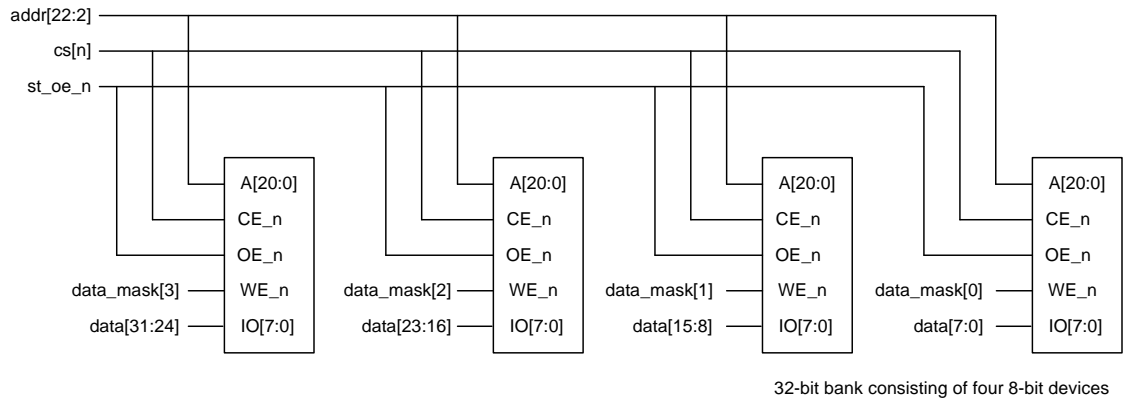 addr[22:2]
cs[n]
st_oe_n
A[20:0] A[20:0] A[20:0] A[20:0]
CE_n CE_n CE_n CE_n
OE_n OE_n OE_n OE_n
data_mask[3] WE_n data_mask[2] WE_n data_mask[1] WE_n data_mask[0] WE_n
data[31:24] IO[7:0] data[23:16] IO[7:0] data[15:8] IO[7:0] data[7:0] IO[7:0]
32-bit bank consisting of four 8-bit devices